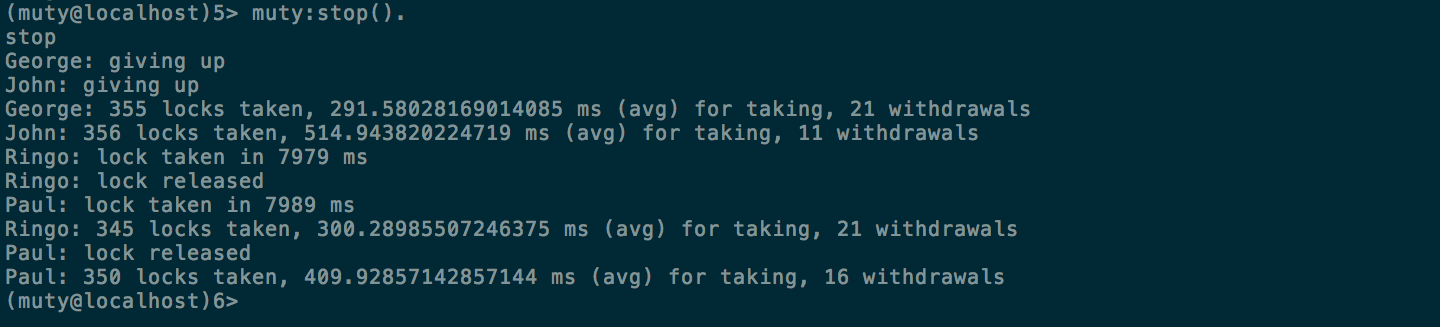 (muty@localhost)5> muty:stop().
stop
George: giving up
John: giving up
George: 355 locks taken, 291.58028169014085 ms (avg) for taking, 21 withdrawals
John: 356 locks taken, 514.943820224719 ms (avg) for taking, 11 withdrawals
Ringo: lock taken in 7979 ms
Ringo: lock released
Paul: lock taken in 7989 ms
Ringo: 345 locks taken, 300.28985507246375 ms (avg) for taking, 21 withdrawals
Paul: lock released
Paul: 350 locks taken, 409.92857142857144 ms (avg) for taking, 16 withdrawals
(muty@localhost)6>